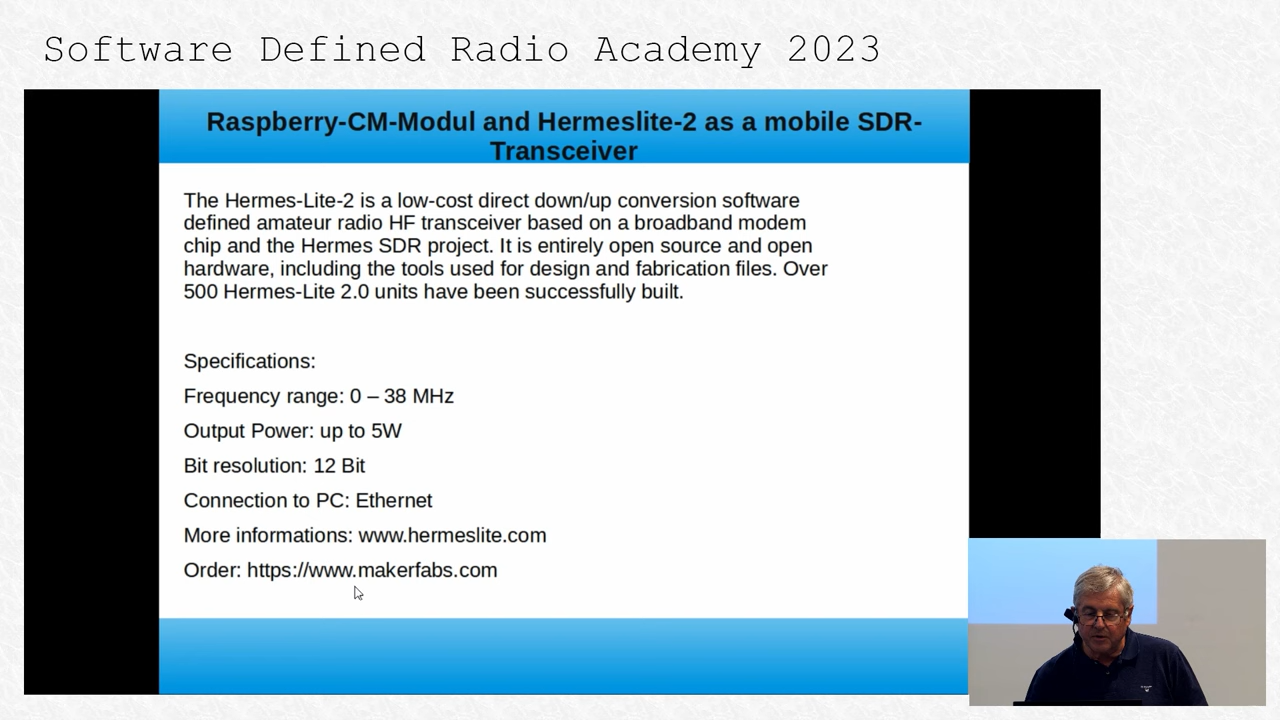 Software Defined Radio Academy 2023
Raspberry-CM-Modul and Hermeslite-2 as a mobile SDR-
Transceiver
The Hermes-Lite-2 is a low-cost direct down/up conversion software
defined amateur radio HF transceiver based on a broadband modem
chip and the Hermes SDR project. It is entirely open source and open
hardware, including the tools used for design and fabrication files. Over
500 Hermes-Lite 2.0 units have been successfully built.
Specifications:
Frequency range: 0 – 38 MHz
Output Power: up to 5W
Bit resolution: 12 Bit
Connection to PC: Ethernet
More informations: www.hermeslite.com
Order: https://www.makerfabs.com